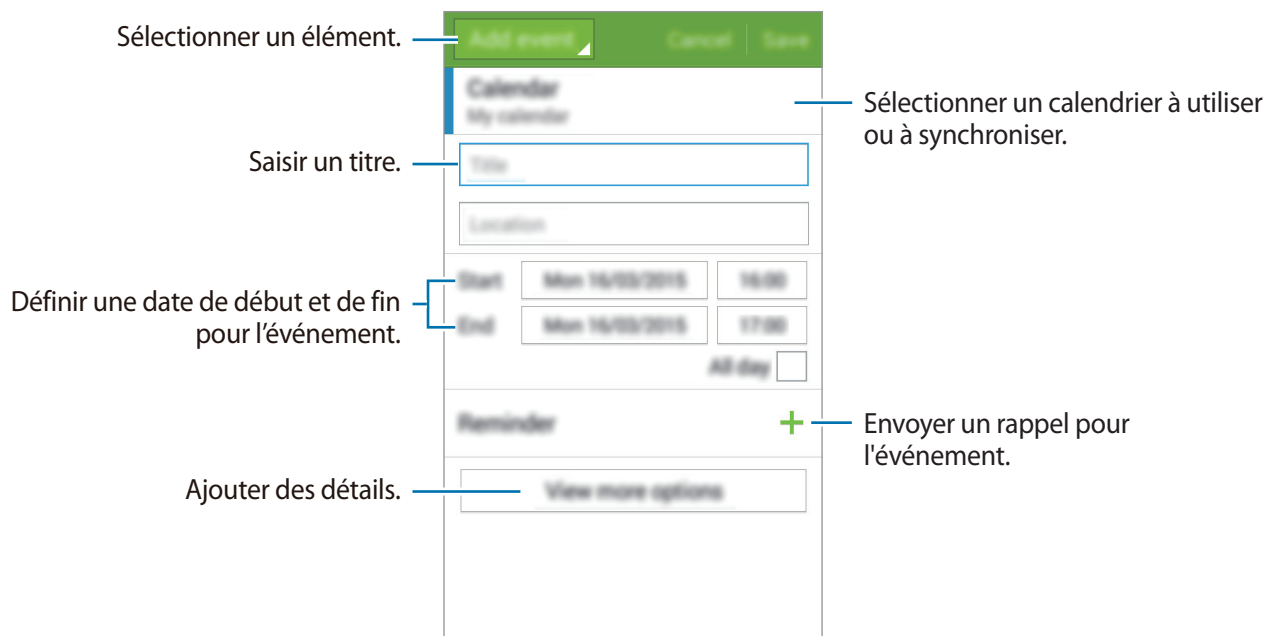 Sélectionner un élément.
Add event
Cancel
Save
Calendar
My calendar
Sélectionner un calendrier à utiliser
ou à synchroniser.
Saisir un titre.
Title
Location
Définir une date de début et de fin
pour l’événement.
Start
Mon 16/03/2015
16:00
End
Mon 16/03/2015
17:00
All day
Reminder
Envoyer un rappel pour
l'événement.
Ajouter des détails.
View more options